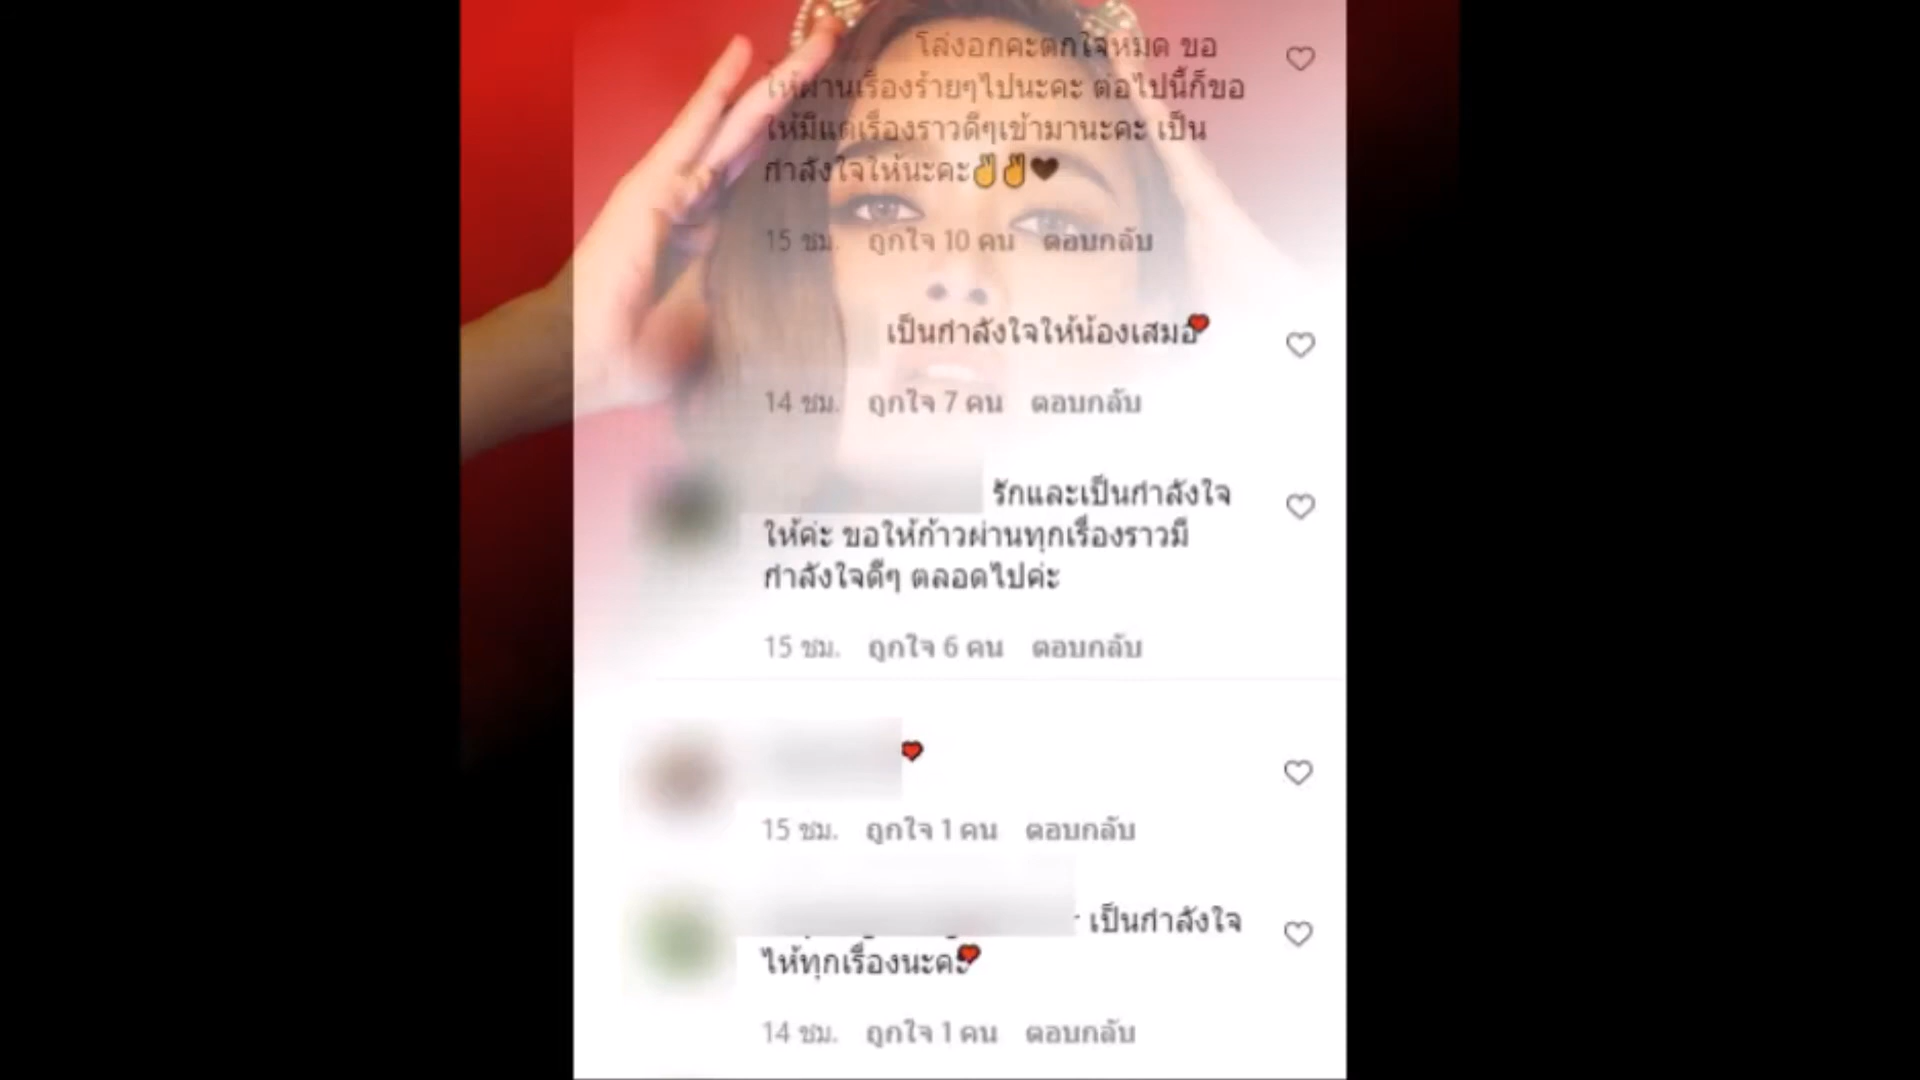 โล่งอกคะตกใจหมด ขอ
ให้ผ่านเรื่องร้ายๆไปนะคะ ต่อไปนี้ก็ขอ
ให้มีแต่เรื่องราวดีๆเข้ามานะคะ เป็น
กำลังใจให้นะคะ✌️✌️🖤
15 ชม. ถูกใจ 10 คน ตอบกลับ
เป็นกำลังใจให้น้องเสมอ❤️
14 ชม. ถูกใจ 7 คน ตอบกลับ
รักและเป็นกำลังใจ
ให้ค่ะ ขอให้ก้าวผ่านทุกเรื่องราวมี
กำลังใจดีๆ ตลอดไปค่ะ
15 ชม. ถูกใจ 6 คน ตอบกลับ
❤️
15 ชม. ถูกใจ 1 คน ตอบกลับ
เป็นกำลังใจ
ให้ทุกเรื่องนะคะ❤️
14 ชม. ถูกใจ 1 คน ตอบกลับ